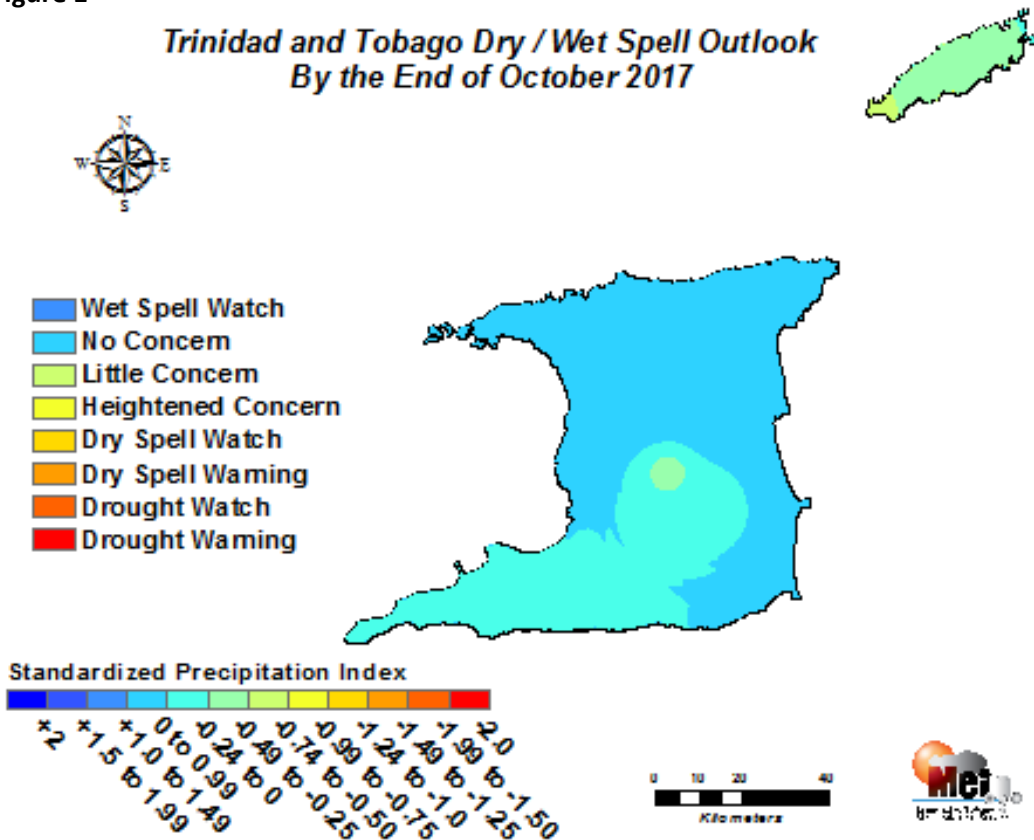 Trinidad and Tobago Dry / Wet Spell Outlook
By the End of October 2017
N
W E
S
Wet Spell Watch
No Concern
Little Concern
Heightened Concern
Dry Spell Watch
Dry Spell Warning
Drought Watch
Drought Warning
Standardized Precipitation Index
+2
+1.5 to 1.99
+1.0 to 1.49
0 to 0.99
-0.24 to 0
-0.49 to -0.25
-0.74 to -0.50
-0.99 to -0.75
-1.24 to -1.0
-1.49 to -1.25
-1.99 to -1.50
-2.0
0 10 20 40
Kilometers
Met